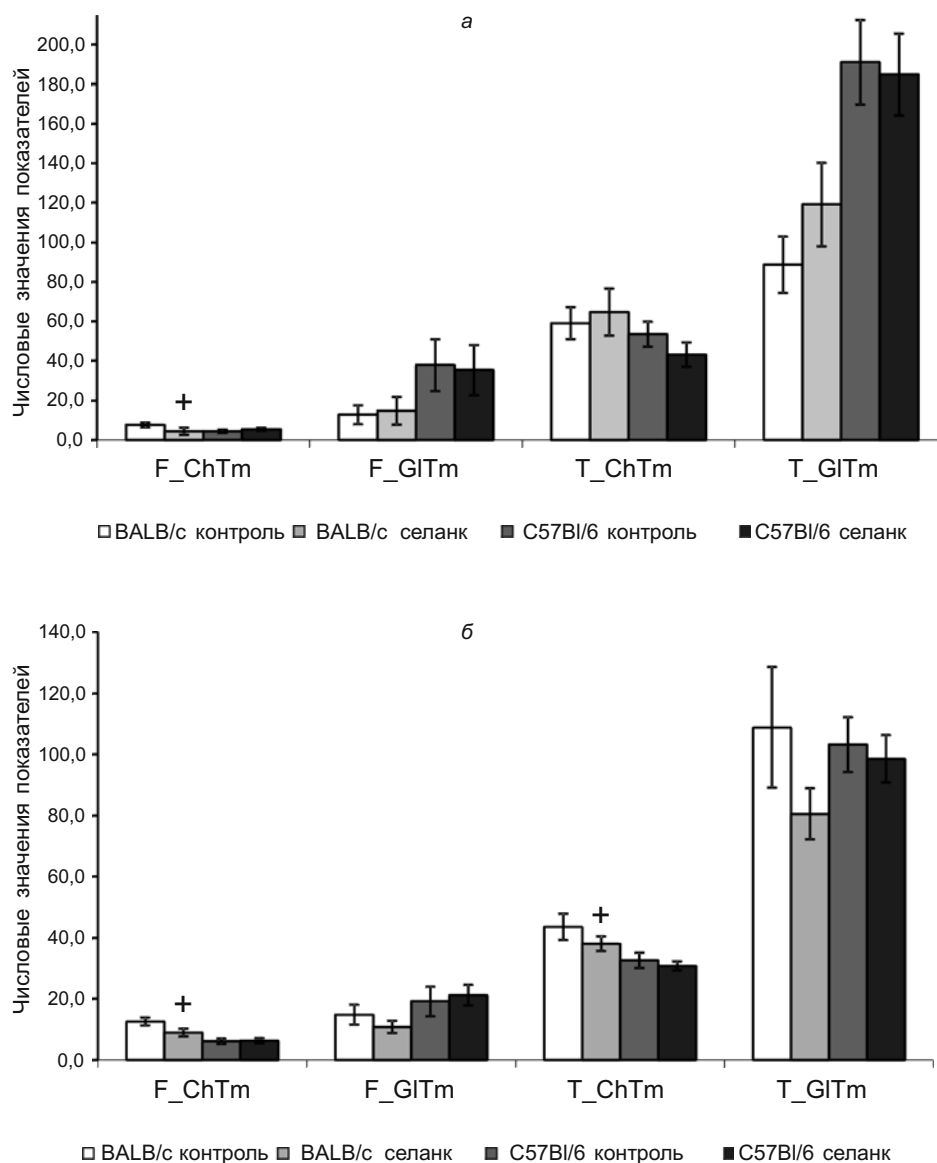 а
Числовые значения показателей
200,0
180,0
160,0
140,0
120,0
100,0
80,0
60,0
40,0
20,0
0,0
+
F_ChTm F_GlTm T_ChTm T_GlTm
BALB/c контроль BALB/c селанк C57Bl/6 контроль C57Bl/6 селанк
б
Числовые значения показателей
140,0
120,0
100,0
80,0
60,0
40,0
20,0
0,0
+
+
F_ChTm F_GlTm T_ChTm T_GlTm
BALB/c контроль BALB/c селанк C57Bl/6 контроль C57Bl/6 селанк